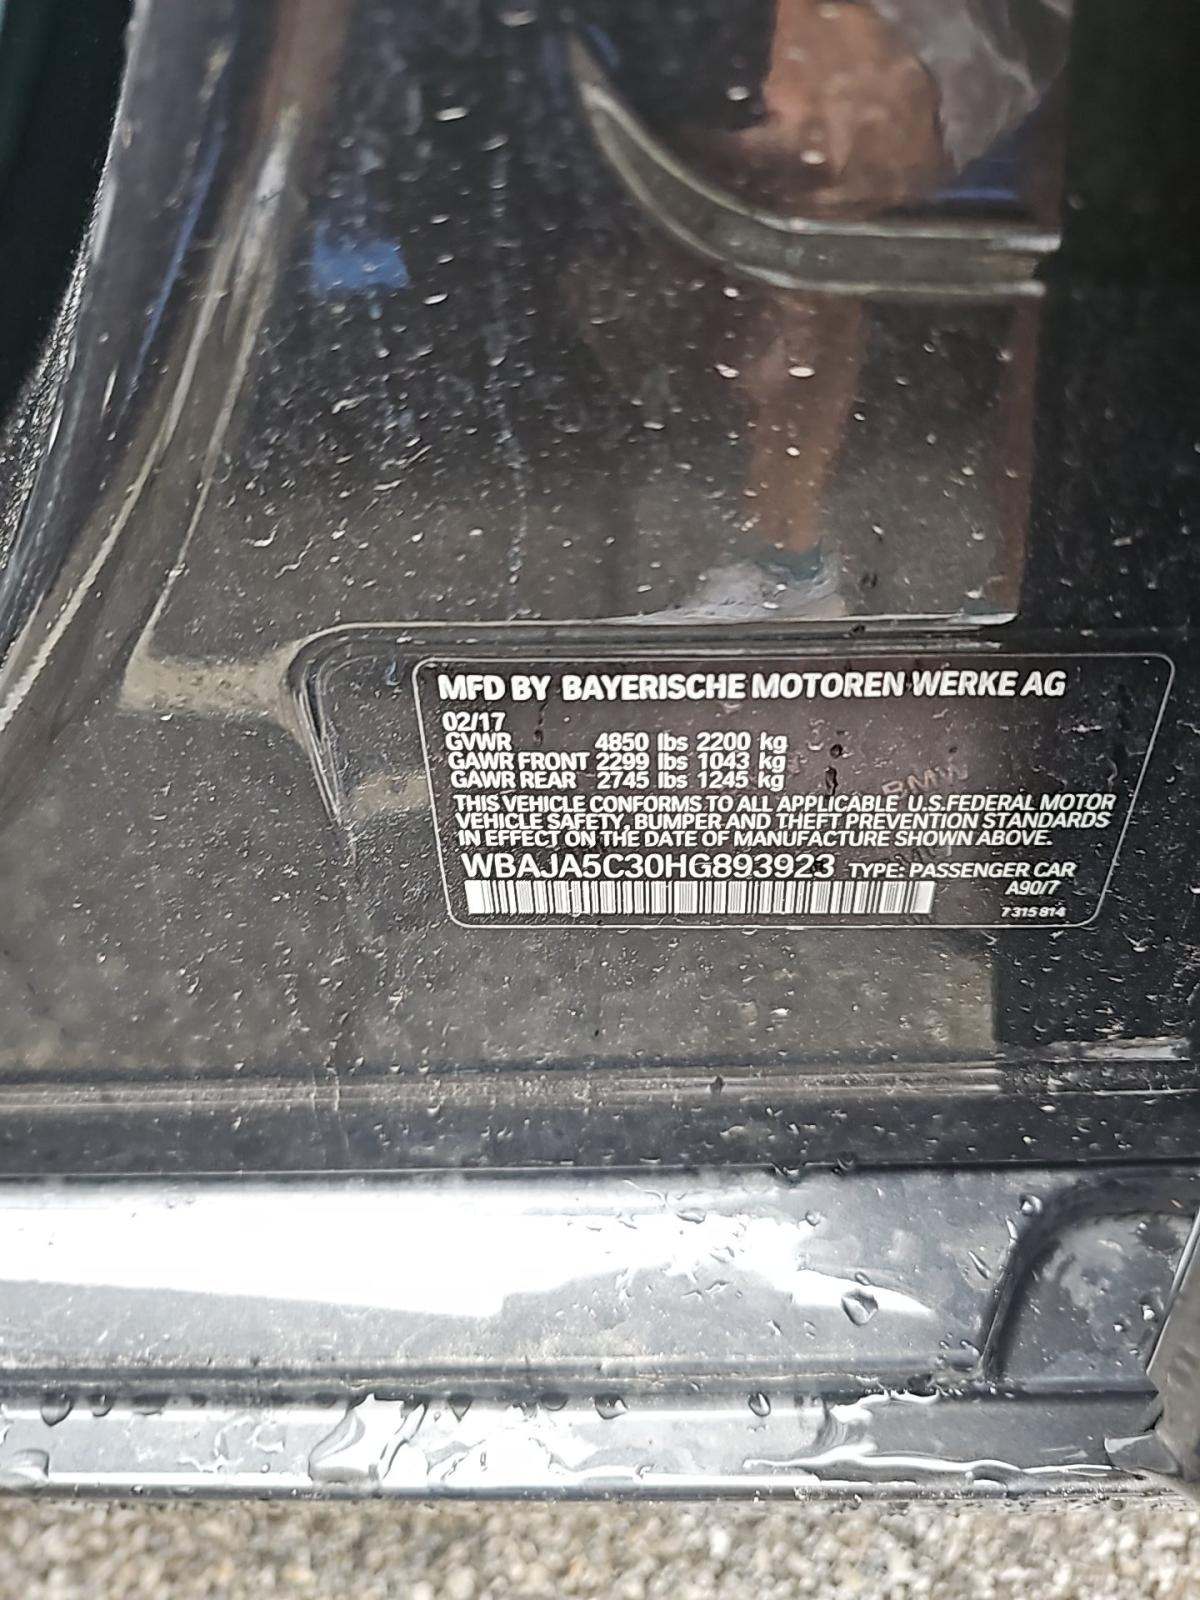 MFD BY BAYERISCHE MOTOREN WERKE AG
02/17
GVWR 4850 lbs 2200 kg
GAWR FRONT 2299 lbs 1043 kg
GAWR REAR 2745 lbs 1245 kg
THIS VEHICLE CONFORMS TO ALL APPLICABLE U.S.FEDERAL MOTOR
VEHICLE SAFETY, BUMPER AND THEFT PREVENTION STANDARDS
IN EFFECT ON THE DATE OF MANUFACTURE SHOWN ABOVE.
WBAJA5C30HG893923 TYPE: PASSENGER CAR
A90/7
7 315 814